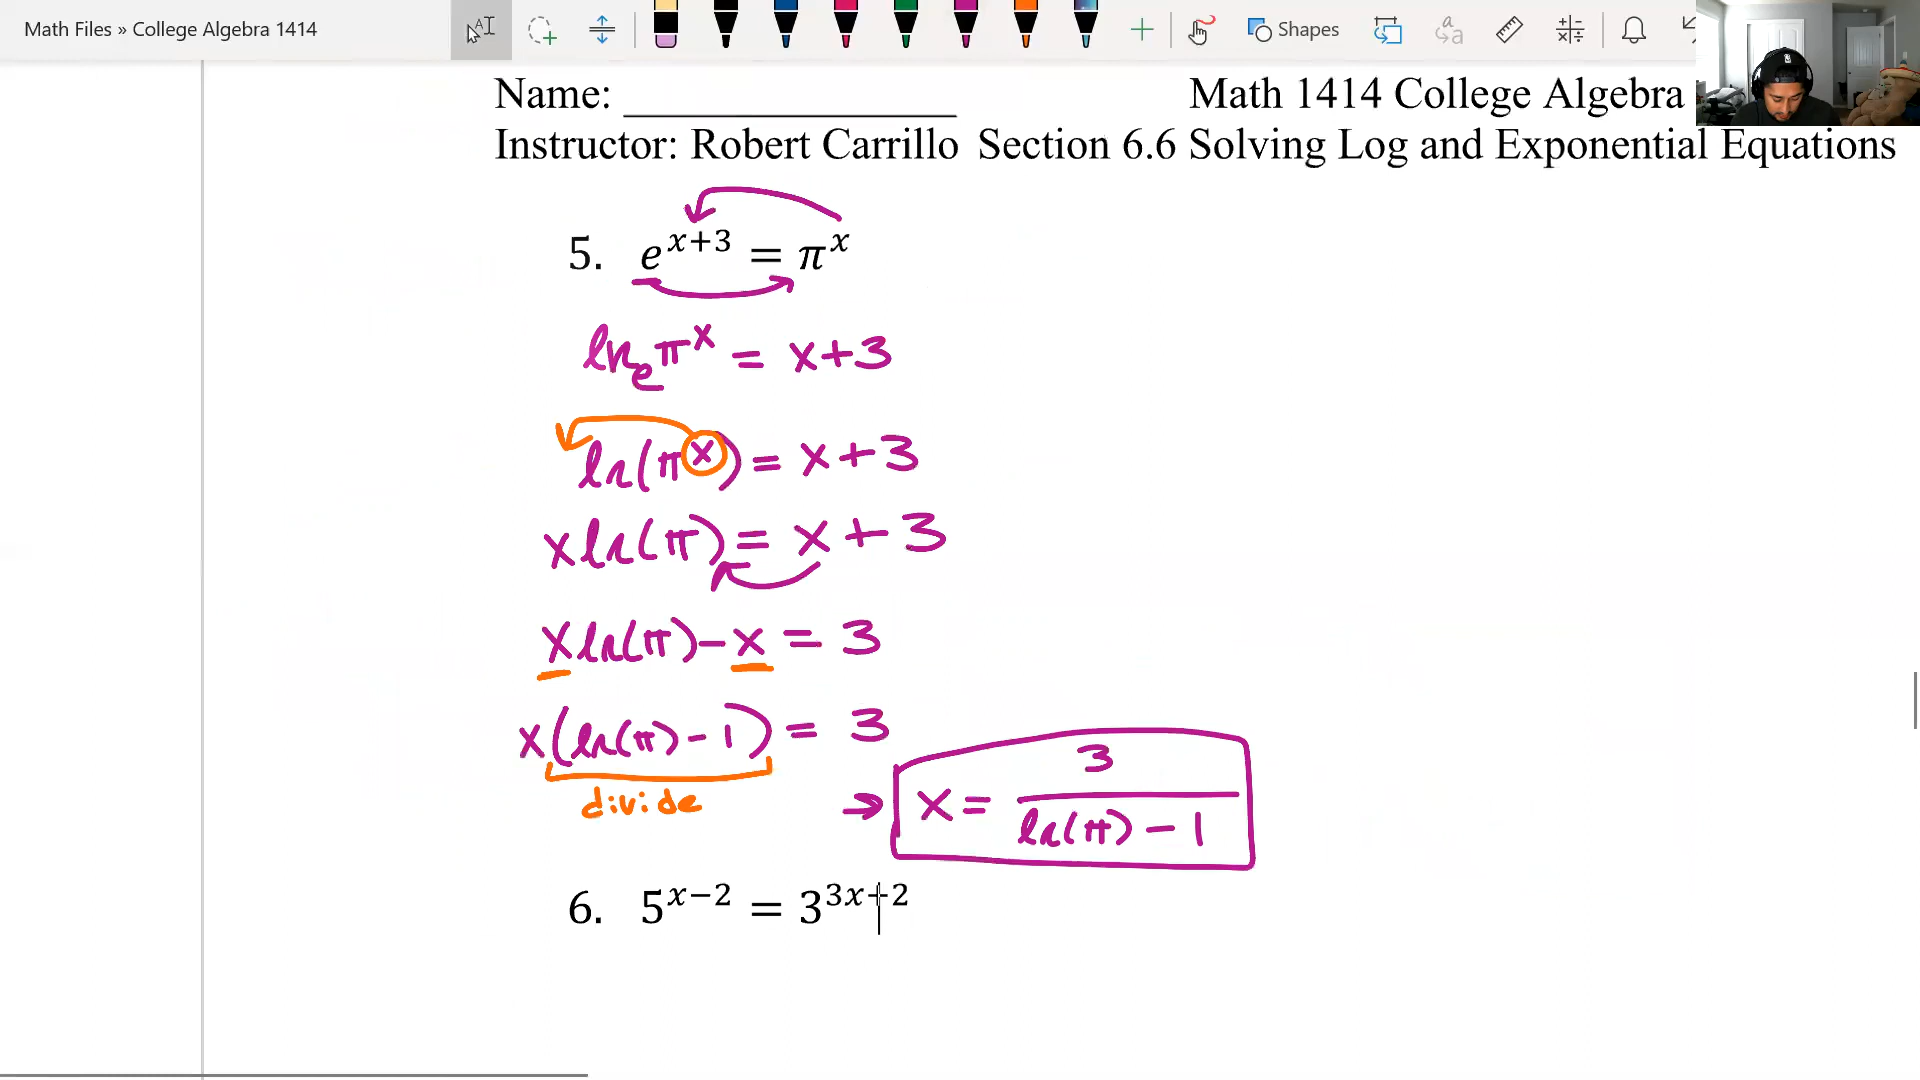 Math Files » College Algebra 1414
Shapes
Name: ________________
Math 1414 College Algebra
Instructor: Robert Carrillo Section 6.6 Solving Log and Exponential Equations
5. e^{x+3} = π^x
ln_e π^x = x+3
ln(π^x) = x+3
x ln(π) = x+3
x ln(π) - x = 3
x(ln(π) - 1) = 3
divide
→ x = 3/(ln(π) - 1)
6. 5^{x−2} = 3^{3x+2}